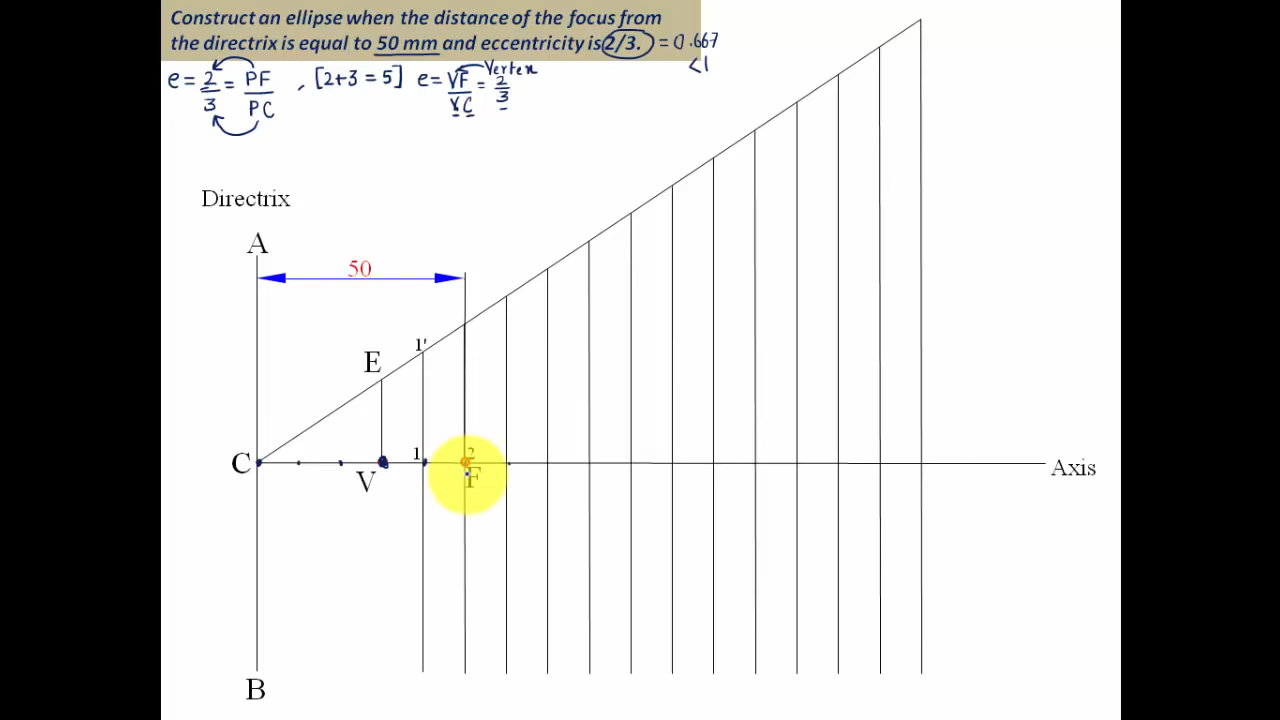 Construct an ellipse when the distance of the focus from
the directrix is equal to 50 mm and eccentricity is 2/3. = 0.667
<1
e = 2/3 = PF/PC , [2+3 = 5] e = VF/VC = 2/3 Vertex
Directrix
A
50
1'
E
C
1
2
V
F
Axis
B